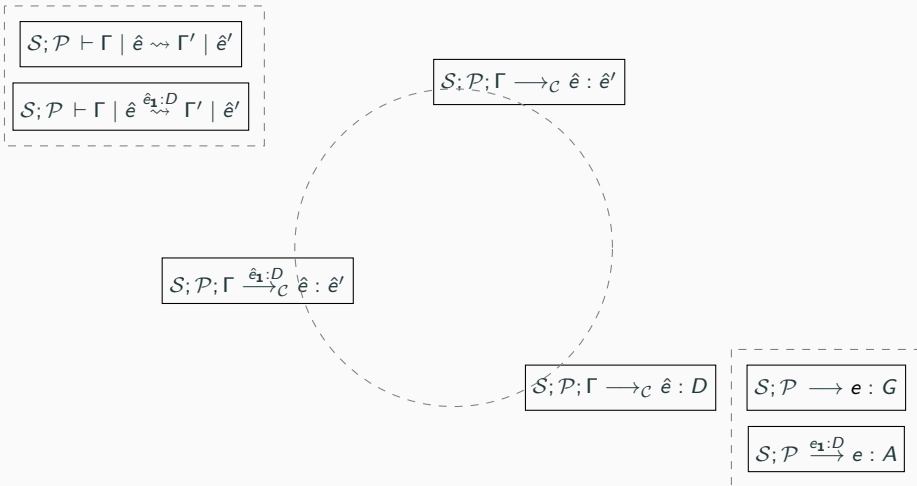 𝒮; 𝒫 ⊢ Γ | ê ⇝ Γ′ | ê′
𝒮; 𝒫 ⊢ Γ | ê ⇝^{ê₁:D} Γ′ | ê′
𝒮; 𝒫; Γ ⟶_𝒞 ê : ê′
𝒮; 𝒫; Γ ⟶^{ê₁:D}_𝒞 ê : ê′
𝒮; 𝒫; Γ ⟶_𝒞 ê : D
𝒮; 𝒫 ⟶ e : G
𝒮; 𝒫 ⟶^{e₁:D} e : A